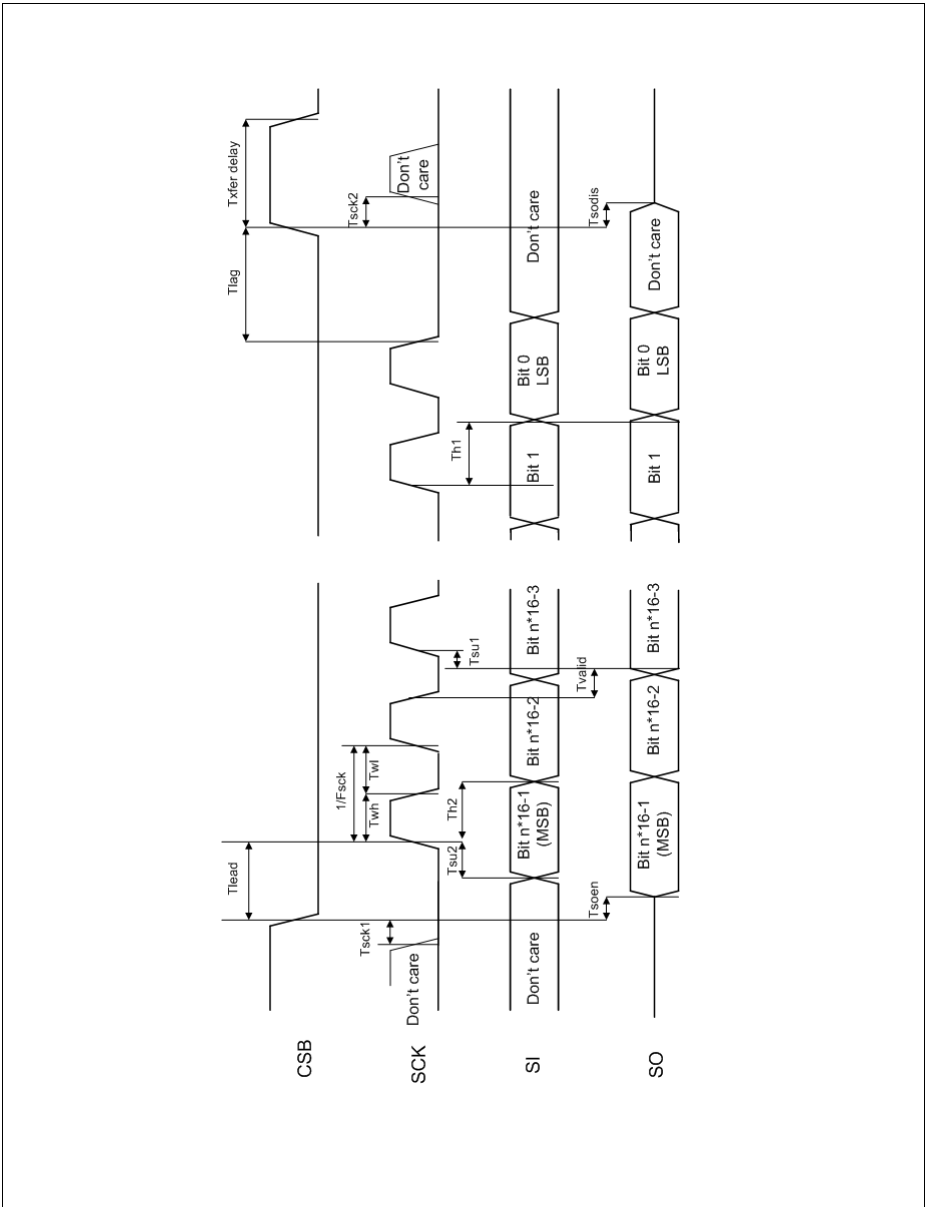 Tlead
Tlag
Txfer delay
CSB
1/Fsck
Twh
Twl
Tsck1
Tsck2
SCK
Don't care
Don't
care
Tsu2
Th2
Tsu1
Th1
SI
Don't care
Bit n*16-1
(MSB)
Bit n*16-2
Bit n*16-3
Bit 1
Bit 0
LSB
Don't care
Tsoen
Tvalid
Tsodis
SO
Bit n*16-1
(MSB)
Bit n*16-2
Bit n*16-3
Bit 1
Bit 0
LSB
Don't care